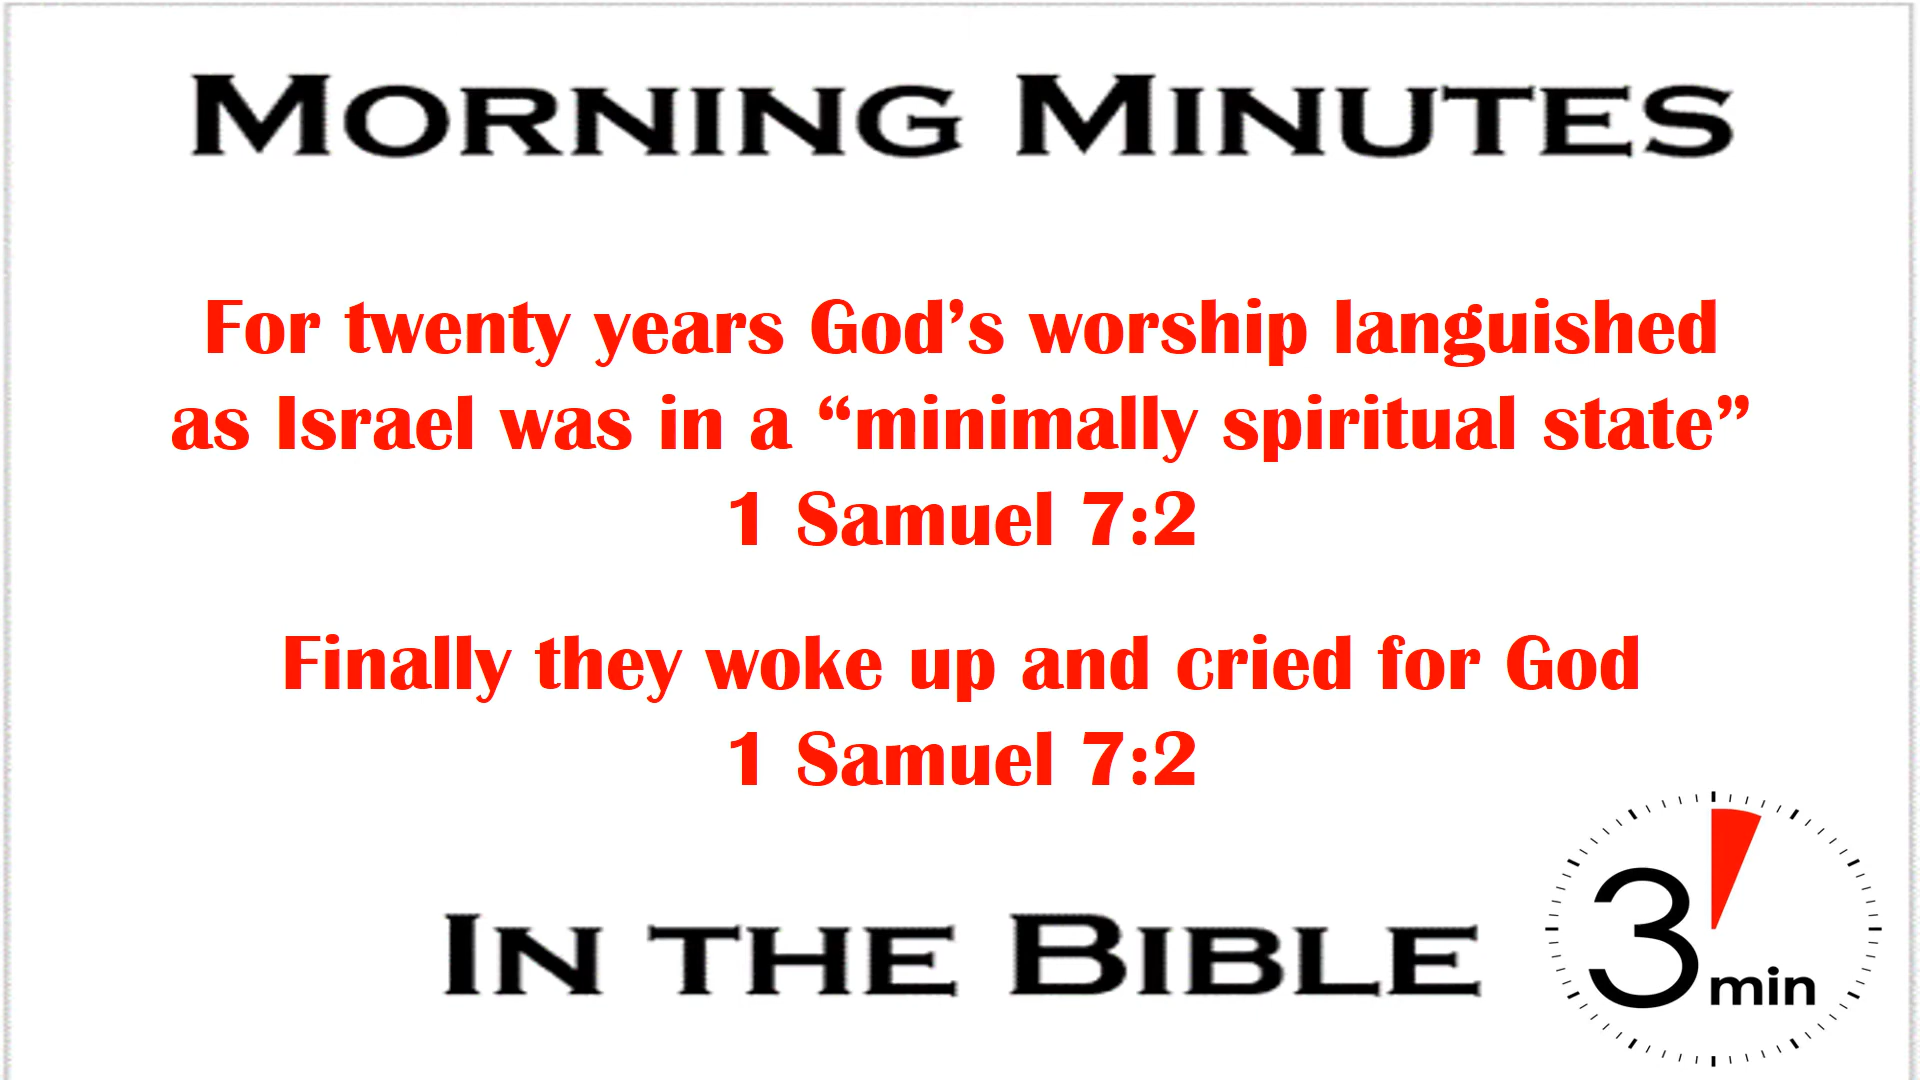 Morning Minutes
For twenty years God’s worship languished
as Israel was in a “minimally spiritual state”
1 Samuel 7:2
Finally they woke up and cried for God
1 Samuel 7:2
In the Bible
3 min